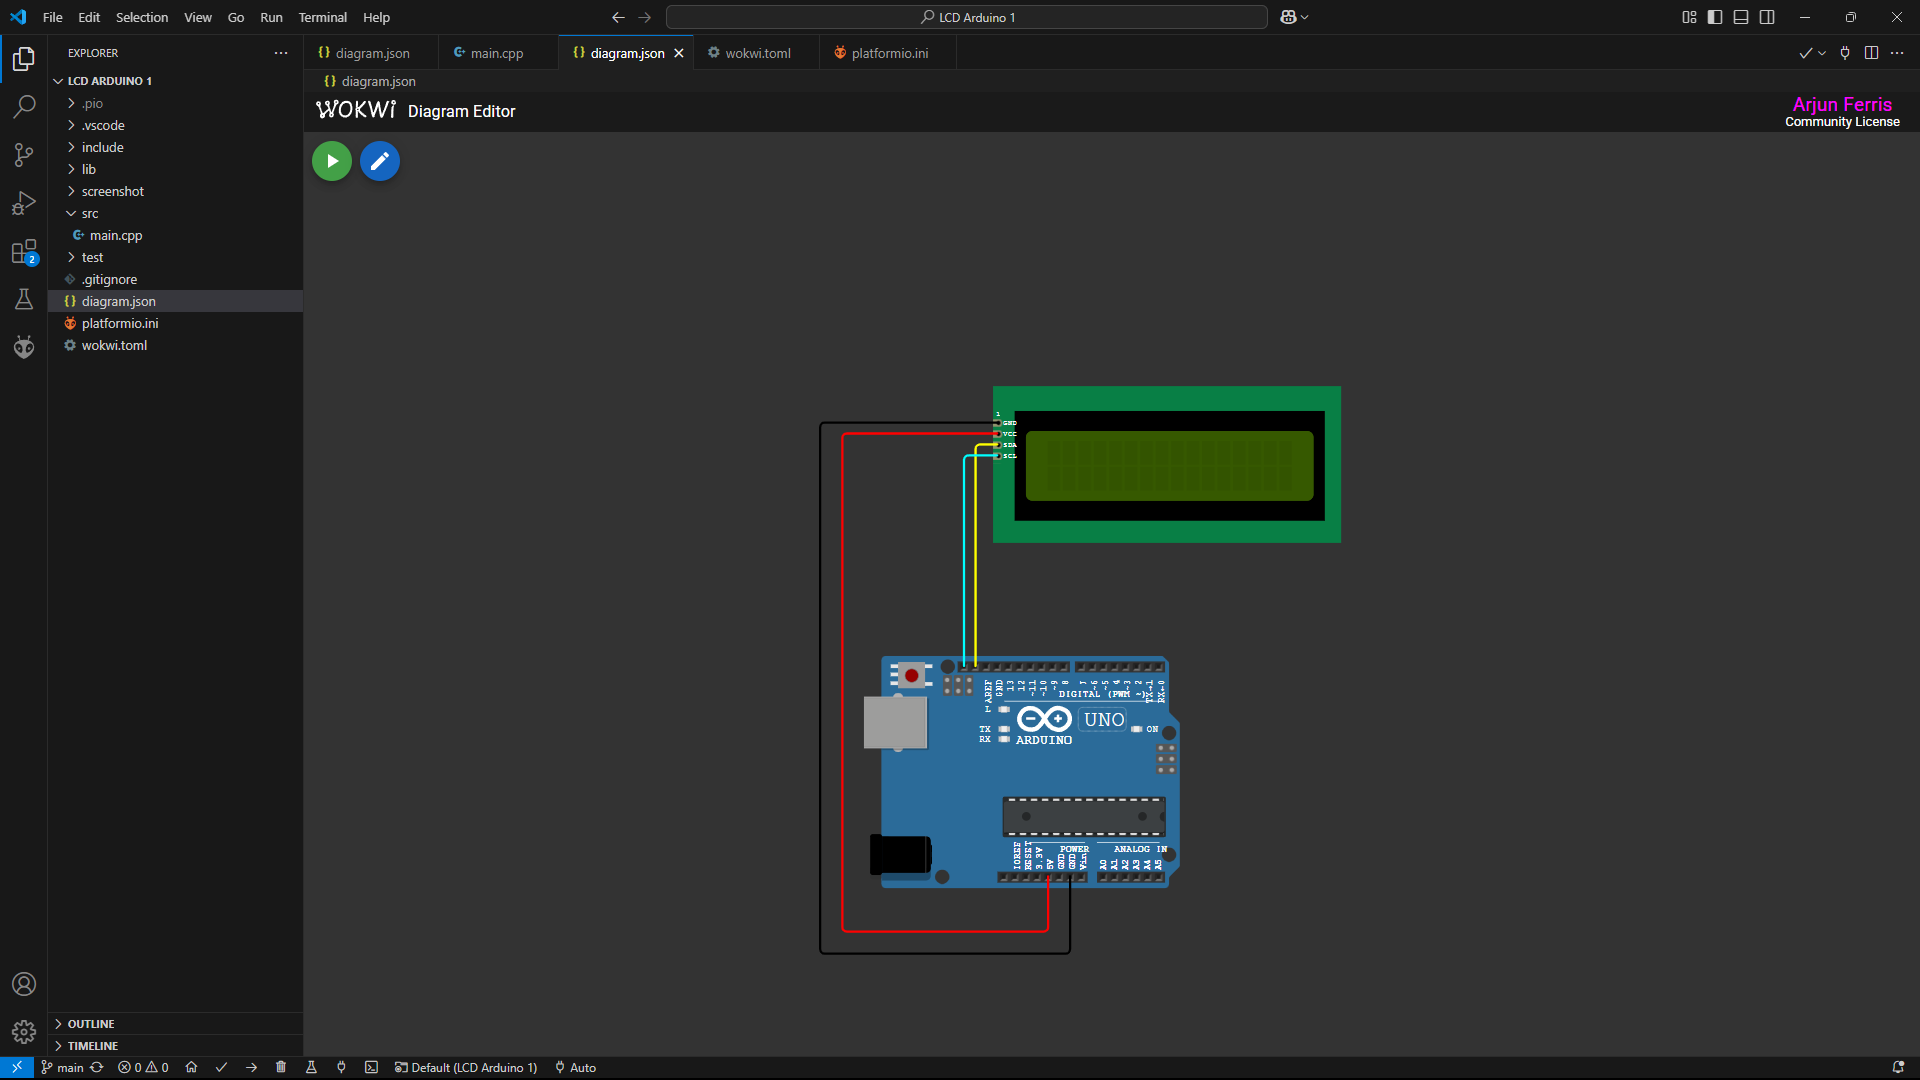 File Edit Selection View Go Run Terminal Help
LCD Arduino 1
EXPLORER
LCD ARDUINO 1
.pio
.vscode
include
lib
screenshot
src
main.cpp
test
.gitignore
diagram.json
platformio.ini
wokwi.toml
OUTLINE
TIMELINE
2
diagram.json main.cpp diagram.json wokwi.toml platformio.ini
diagram.json
WOKWi Diagram Editor
Arjun Ferris
Community License
1
GND
VCC
SDA
SCL
AREF GND 13 12 ~11 ~10 ~9 8 7 ~6 ~5 4 ~3 2 TX→1 RX←0
DIGITAL (PWM ~)
L
TX
RX
ARDUINO
UNO
ON
POWER
ANALOG IN
IOREF RESET 3.3V 5V GND GND Vin A0 A1 A2 A3 A4 A5
main 0 0 Default (LCD Arduino 1) Auto